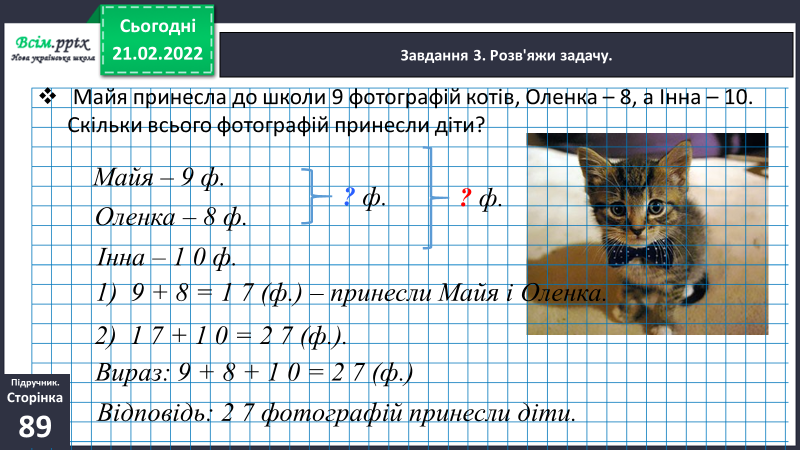 Всім.pptx
Нова українська школа
Сьогодні
21.02.2022
Завдання 3. Розв'яжи задачу.
❖ Майя принесла до школи 9 фотографій котів, Оленка – 8, а Інна – 10.
Скільки всього фотографій принесли діти?
Майя – 9 ф.
? ф.
? ф.
Оленка – 8 ф.
Інна – 1 0 ф.
1) 9 + 8 = 1 7 (ф.) – принесли Майя і Оленка.
2) 1 7 + 1 0 = 2 7 (ф.).
Вираз: 9 + 8 + 1 0 = 2 7 (ф.)
Відповідь: 2 7 фотографій принесли діти.
Підручник.
Сторінка
89